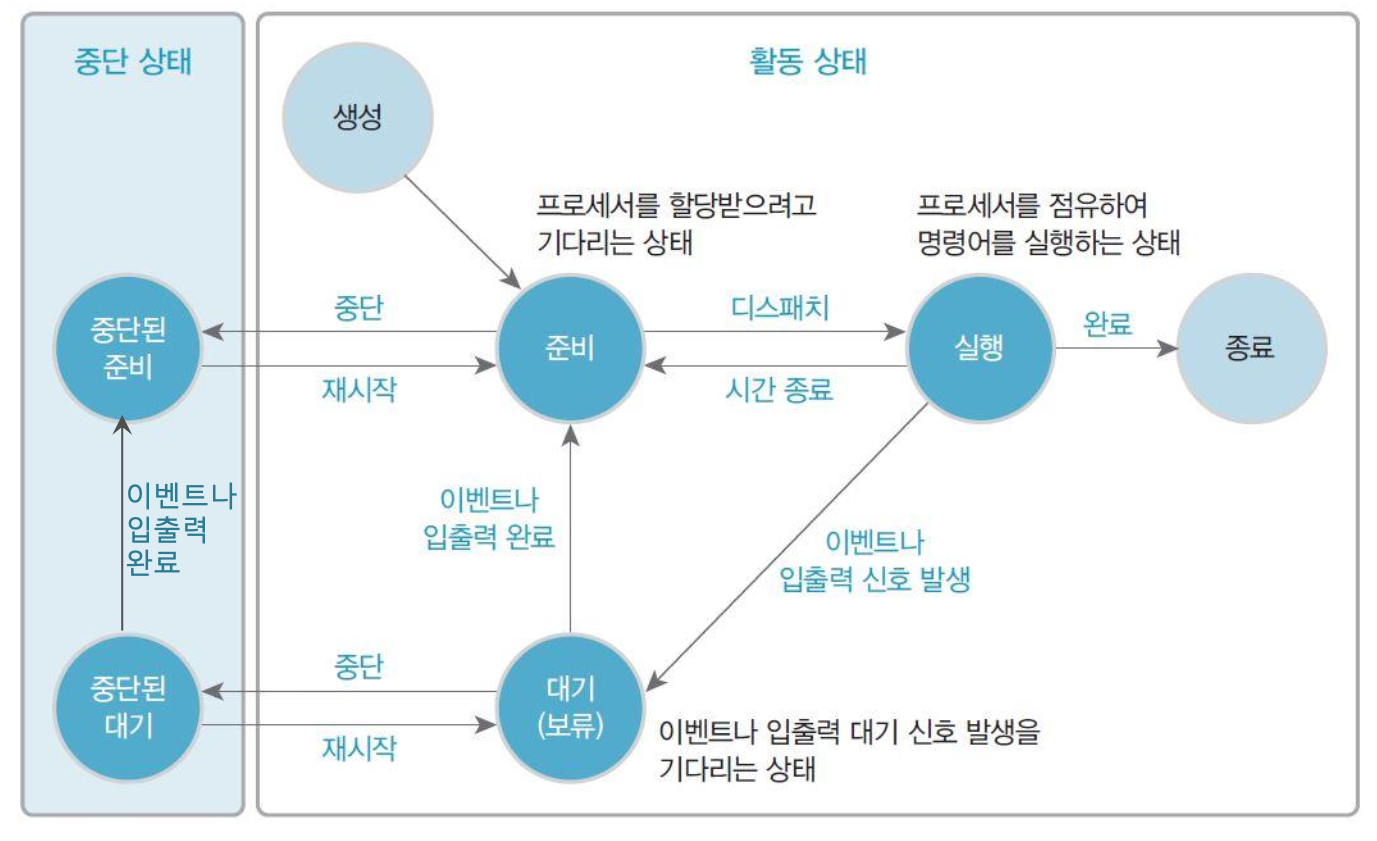 중단 상태
활동 상태
생성
프로세서를 할당받으려고
기다리는 상태
프로세서를 점유하여
명령어를 실행하는 상태
중단된
준비
중단
재시작
준비
디스패치
시간 종료
실행
완료
종료
이벤트나
입출력
완료
이벤트나
입출력 완료
이벤트나
입출력 신호 발생
중단된
대기
중단
재시작
대기
(보류)
이벤트나 입출력 대기 신호 발생을
기다리는 상태